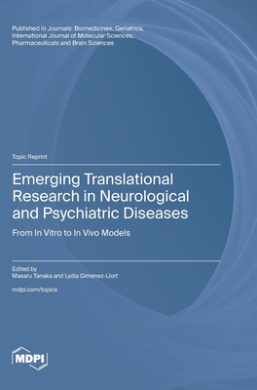 Published in Journals: Biomedicines, Geriatrics,
International Journal of Molecular Sciences,
Pharmaceuticals and Brain Sciences
Topic Reprint
Emerging Translational
Research in Neurological
and Psychiatric Diseases
From In Vitro to In Vivo Models
Edited by
Masaru Tanaka and Lydia Giménez-Llort
mdpi.com/topics
MDPI